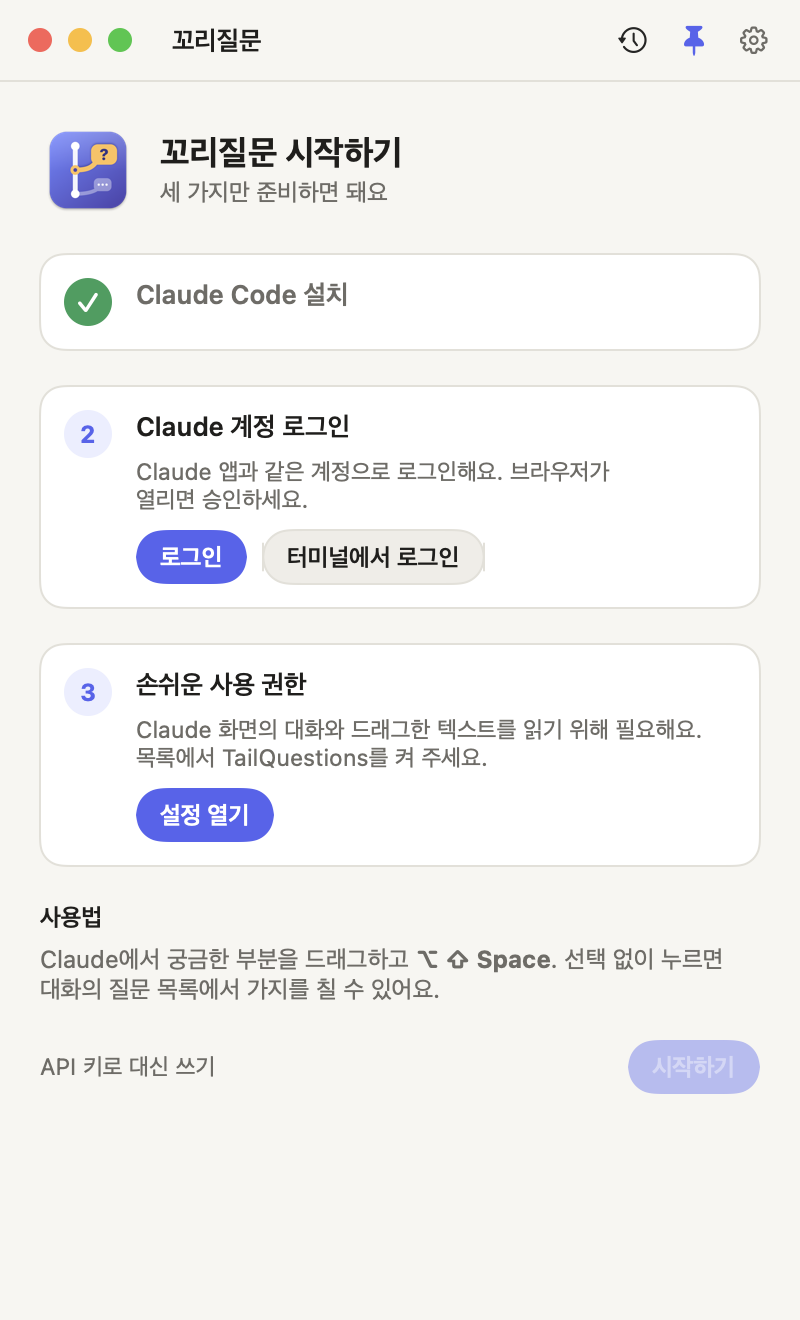 꼬리질문
?
꼬리질문 시작하기
세 가지만 준비하면 돼요
Claude Code 설치
2
Claude 계정 로그인
Claude 앱과 같은 계정으로 로그인해요. 브라우저가
열리면 승인하세요.
로그인
터미널에서 로그인
3
손쉬운 사용 권한
Claude 화면의 대화와 드래그한 텍스트를 읽기 위해 필요해요.
목록에서 TailQuestions를 켜 주세요.
설정 열기
사용법
Claude에서 궁금한 부분을 드래그하고 ⌥ ⇧ Space. 선택 없이 누르면
대화의 질문 목록에서 가지를 칠 수 있어요.
API 키로 대신 쓰기
시작하기